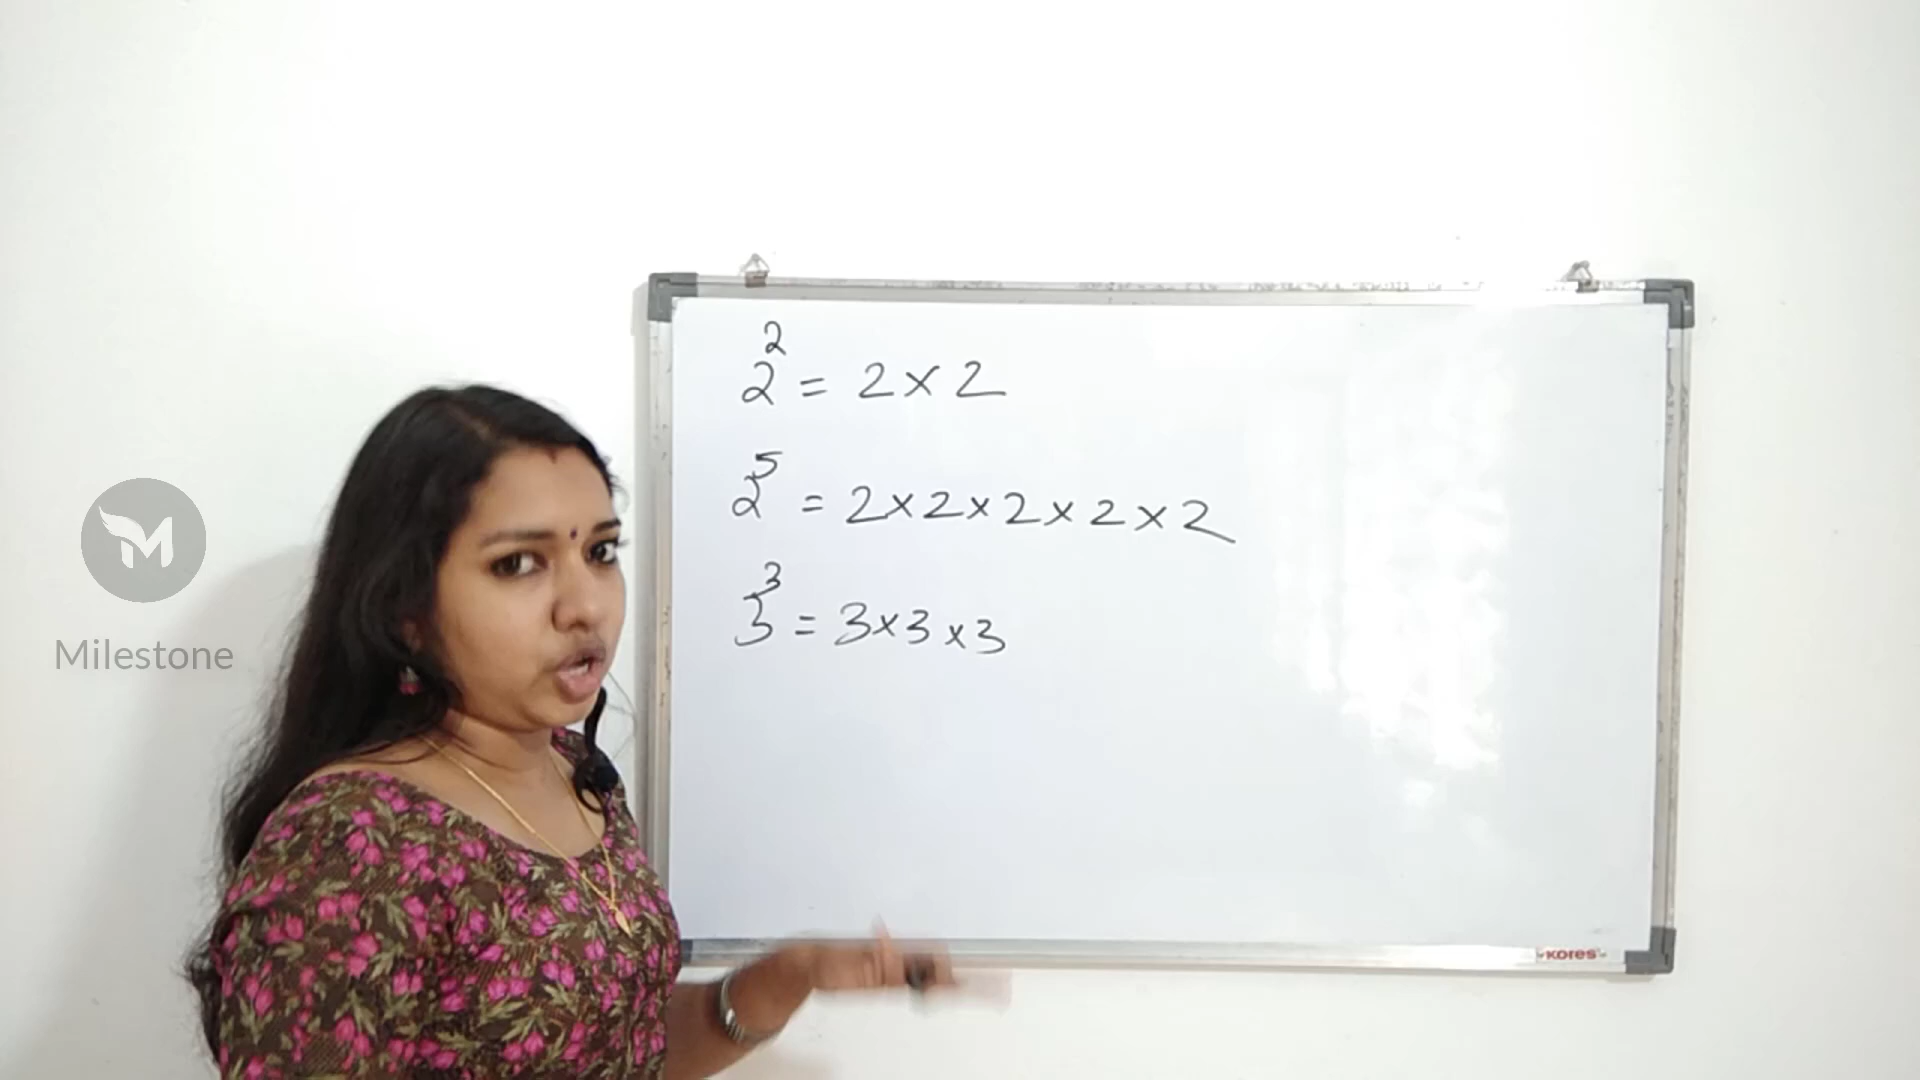 2² = 2 × 2
2⁵ = 2 × 2 × 2 × 2 × 2
3³ = 3 × 3 × 3
Milestone
Kores